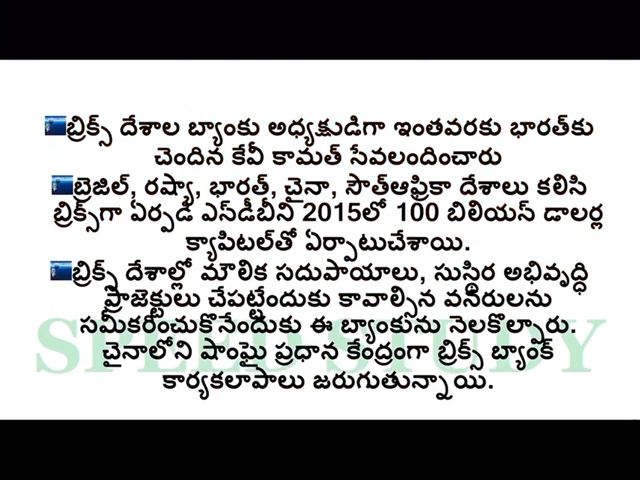 బ్రిక్స్ దేశాల బ్యాంకు అధ్యక్షుడిగా ఇంతవరకు భారత్‌కు
చెందిన కేవీ కామత్ సేవలందించారు
బ్రెజిల్, రష్యా, భారత్, చైనా, సౌత్ఆఫ్రికా దేశాలు కలిసి
బ్రిక్స్‌గా ఏర్పడి ఎన్‌డీబీని 2015లో 100 బిలియన్ డాలర్ల
క్యాపిటల్‌తో ఏర్పాటుచేశాయి.
బ్రిక్స్ దేశాల్లో మౌలిక సదుపాయాలు, సుస్థిర అభివృద్ధి
ప్రాజెక్టులు చేపట్టేందుకు కావాల్సిన వనరులను
సమీకరించుకొనేందుకు ఈ బ్యాంకును నెలకొల్పారు.
SPEED STUDY
చైనాలోని షాంఘై ప్రధాన కేంద్రంగా బ్రిక్స్ బ్యాంక్
కార్యకలాపాలు జరుగుతున్నాయి.